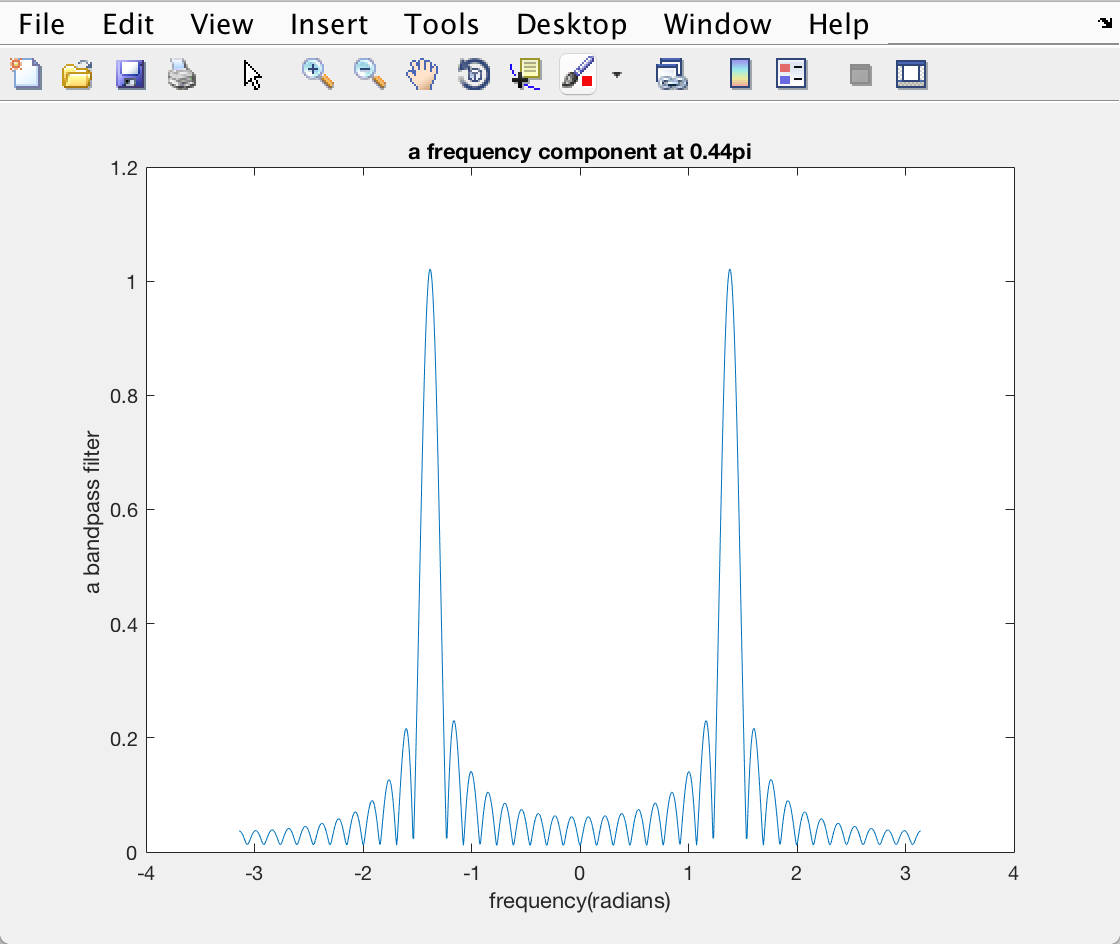 File Edit View Insert Tools Desktop Window Help
a frequency component at 0.44pi
1.2
1
0.8
0.6
0.4
0.2
0
a bandpass filter
-4 -3 -2 -1 0 1 2 3 4
frequency(radians)